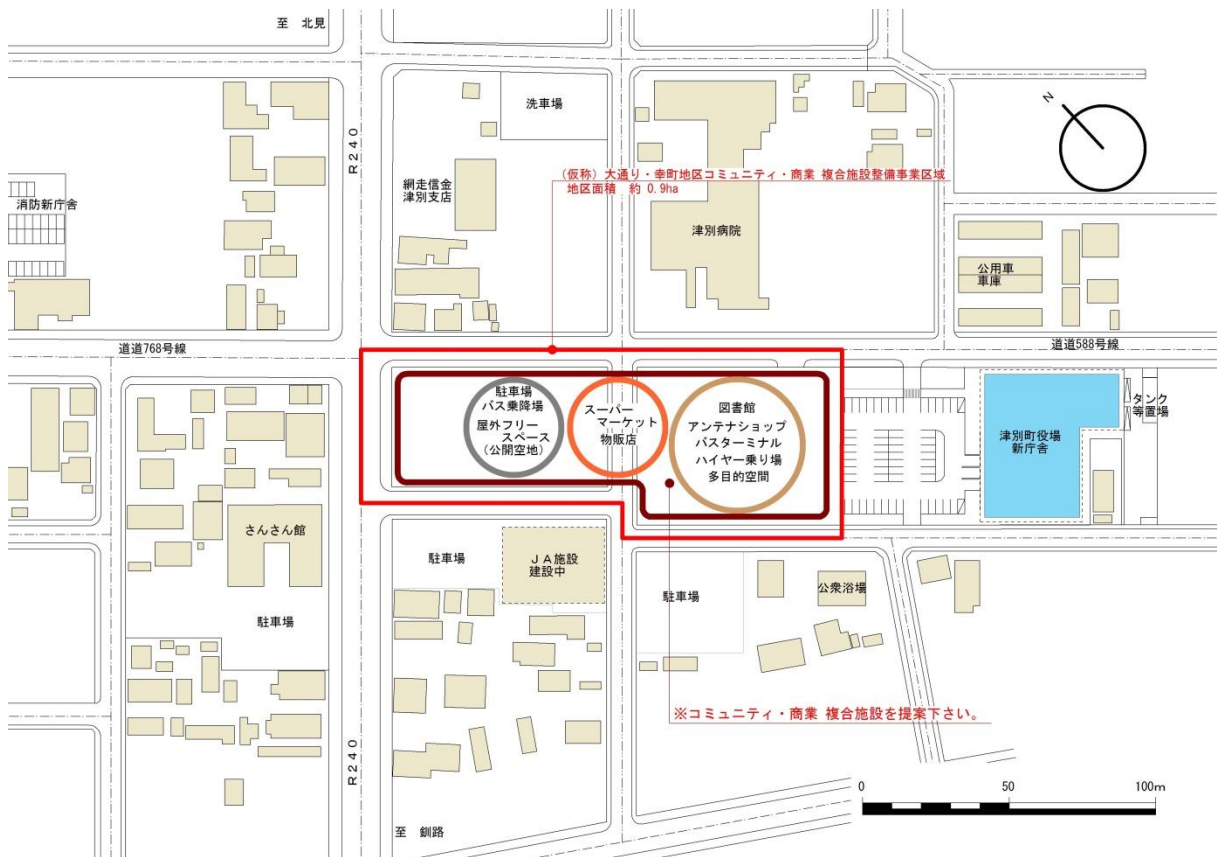 至 北見
N
R240
洗車場
(仮称)大通り・幸町地区コミュニティ・商業 複合施設整備事業区域
地区面積 約 0.9ha
網走信金
津別支店
消防新庁舎
津別病院
公用車
車庫
道道768号線
道道588号線
駐車場
バス乗降場
屋外フリー
スペース
(公開空地)
スーパー
マーケット
物販店
図書館
アンテナショップ
バスターミナル
ハイヤー乗り場
多目的空間
津別町役場
新庁舎
タンク
等置場
さんさん館
駐車場
駐車場
JA施設
建設中
駐車場
公衆浴場
※コミュニティ・商業 複合施設を提案下さい。
R240
至 釧路
0 50 100m